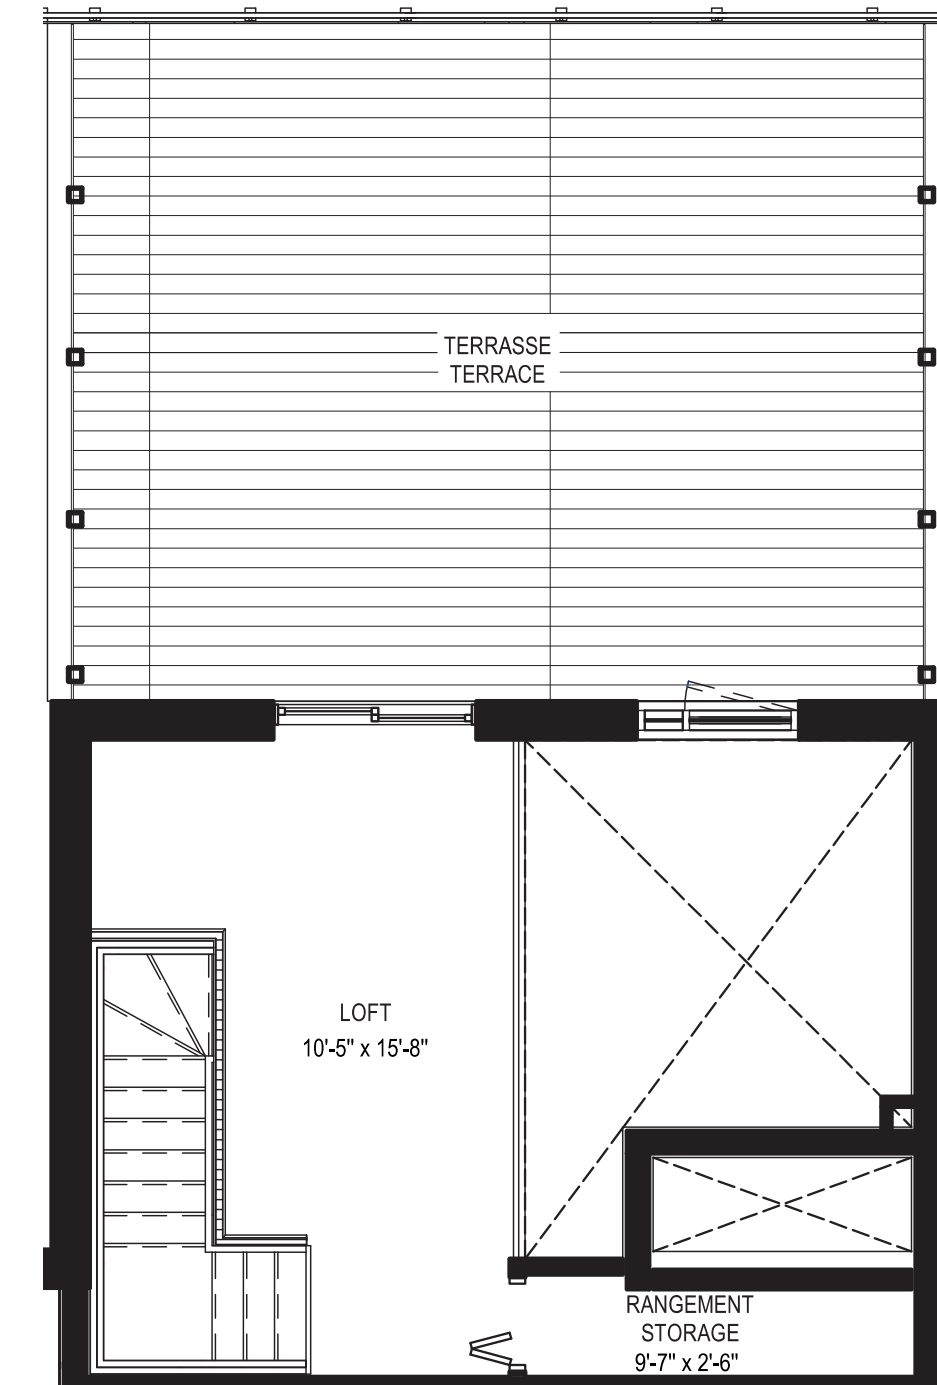 TERRASSE
TERRACE
LOFT
10'-5" x 15'-8"
RANGEMENT
STORAGE
9'-7" x 2'-6"